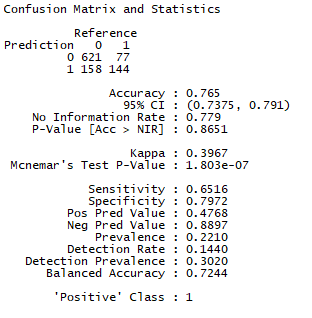 Confusion Matrix and Statistics
Reference
Prediction 0 1
0 621 77
1 158 144
Accuracy : 0.765
95% CI : (0.7375, 0.791)
No Information Rate : 0.779
P-Value [Acc > NIR] : 0.8651
Kappa : 0.3967
Mcnemar's Test P-Value : 1.803e-07
Sensitivity : 0.6516
Specificity : 0.7972
Pos Pred Value : 0.4768
Neg Pred Value : 0.8897
Prevalence : 0.2210
Detection Rate : 0.1440
Detection Prevalence : 0.3020
Balanced Accuracy : 0.7244
'Positive' Class : 1